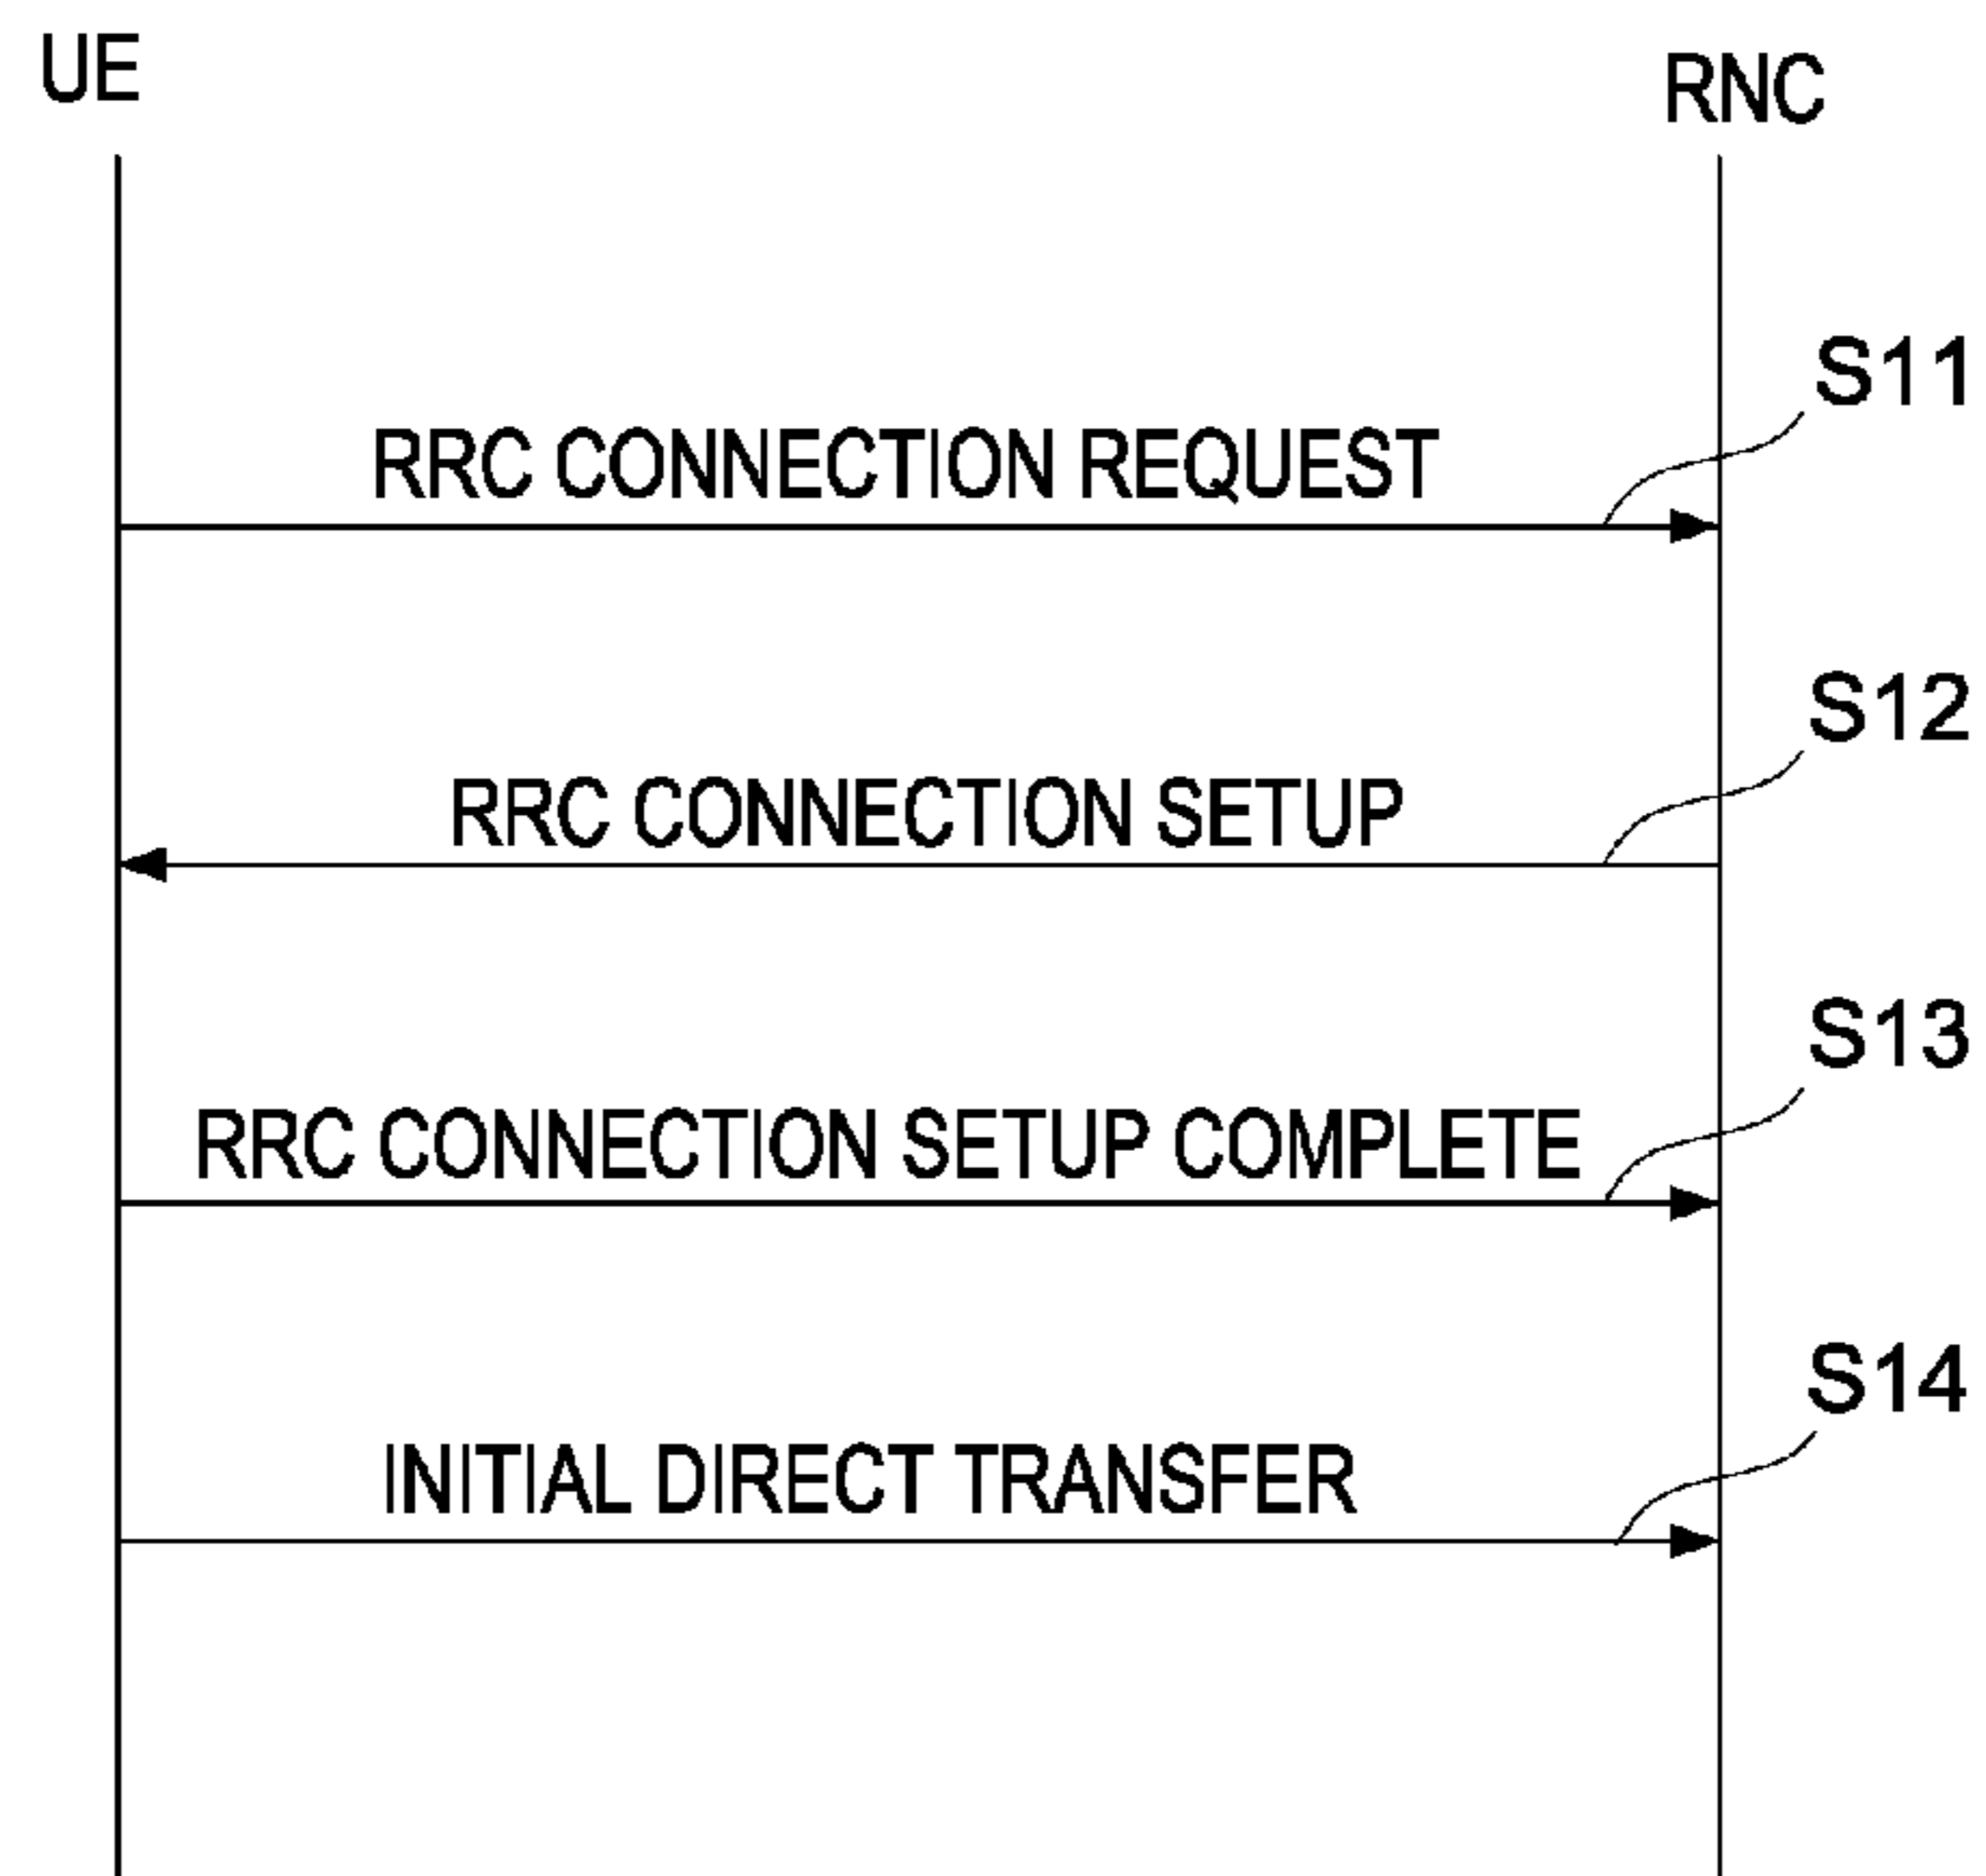 UE
RNC
S11
RRC CONNECTION REQUEST
S12
RRC CONNECTION SETUP
S13
RRC CONNECTION SETUP COMPLETE
S14
INITIAL DIRECT TRANSFER